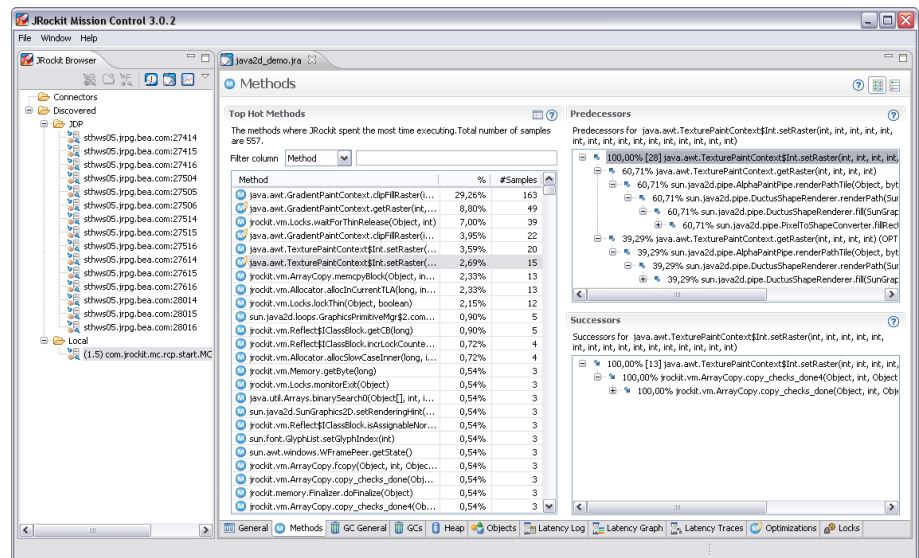 JRockit Mission Control 3.0.2
File Window Help
JRockit Browser
Connectors
Discovered
JDP
sthws05.jrpg.bea.com:27414
sthws05.jrpg.bea.com:27415
sthws05.jrpg.bea.com:27416
sthws05.jrpg.bea.com:27504
sthws05.jrpg.bea.com:27505
sthws05.jrpg.bea.com:27506
sthws05.jrpg.bea.com:27514
sthws05.jrpg.bea.com:27515
sthws05.jrpg.bea.com:27516
sthws05.jrpg.bea.com:27614
sthws05.jrpg.bea.com:27615
sthws05.jrpg.bea.com:27616
sthws05.jrpg.bea.com:28014
sthws05.jrpg.bea.com:28015
sthws05.jrpg.bea.com:28016
Local
(1.5) com.jrockit.mc.rcp.start.MC
java2d_demo.jra
Methods
Top Hot Methods
The methods where JRockit spent the most time executing.Total number of samples
are 557.
Filter column Method
Method % #Samples
java.awt.GradientPaintContext.clipFillRaster(i... 29,26% 163
java.awt.GradientPaintContext.getRaster(int,... 8,80% 49
jrockit.vm.Locks.waitForThinRelease(Object, int) 7,00% 39
java.awt.GradientPaintContext.clipFillRaster(i... 3,95% 22
java.awt.TexturePaintContext$Int.setRaster(... 3,59% 20
java.awt.TexturePaintContext$Int.setRaster(... 2,69% 15
jrockit.vm.ArrayCopy.memcpyBlock(Object, in... 2,33% 13
jrockit.vm.Allocator.allocInCurrentTLA(long, in... 2,33% 13
jrockit.vm.Locks.lockThin(Object, boolean) 2,15% 12
sun.java2d.loops.GraphicsPrimitiveMgr$2.com... 0,90% 5
jrockit.vm.Reflect$IClassBlock.getCB(long) 0,90% 5
jrockit.vm.Reflect$IClassBlock.incrLockCounte... 0,72% 4
jrockit.vm.Allocator.allocSlowCaseInner(long, i... 0,72% 4
jrockit.vm.Memory.getByte(long) 0,54% 3
jrockit.vm.Locks.monitorExit(Object) 0,54% 3
java.util.Arrays.binarySearch0(Object[], int, i... 0,54% 3
sun.java2d.SunGraphics2D.setRenderingHint(... 0,54% 3
jrockit.vm.Reflect$IClassBlock.isAssignableNor... 0,54% 3
sun.font.GlyphList.setGlyphIndex(int) 0,54% 3
sun.awt.windows.WFramePeer.getState() 0,54% 3
jrockit.vm.ArrayCopy.fcopy(Object, int, Objec... 0,54% 3
jrockit.vm.ArrayCopy.copy_checks_done(Obj... 0,54% 3
jrockit.memory.Finalizer.doFinalize(Object) 0,54% 3
jrockit.vm.ArrayCopy.copy_checks_done4(Ob... 0,54% 3
Predecessors
Predecessors for java.awt.TexturePaintContext$Int.setRaster(int, int, int, int, int,
int, int, int, int, int, int, int)
100,00% [28] java.awt.TexturePaintContext$Int.setRaster(int, int, int, int,
60,71% java.awt.TexturePaintContext.getRaster(int, int, int, int)
60,71% sun.java2d.pipe.AlphaPaintPipe.renderPathTile(Object, byt
60,71% sun.java2d.pipe.DuctusShapeRenderer.renderPath(Sur
60,71% sun.java2d.pipe.DuctusShapeRenderer.fill(SunGrap
60,71% sun.java2d.pipe.PixelToShapeConverter.fillRect
39,29% java.awt.TexturePaintContext.getRaster(int, int, int, int) (OPT
39,29% sun.java2d.pipe.AlphaPaintPipe.renderPathTile(Object, byt
39,29% sun.java2d.pipe.DuctusShapeRenderer.renderPath(Sur
39,29% sun.java2d.pipe.DuctusShapeRenderer.fill(SunGrap
Successors
Successors for java.awt.TexturePaintContext$Int.setRaster(int, int, int, int, int,
int, int, int, int, int, int, int)
100,00% [13] java.awt.TexturePaintContext$Int.setRaster(int, int, int, int,
100,00% jrockit.vm.ArrayCopy.copy_checks_done4(Object, int, Object
100,00% jrockit.vm.ArrayCopy.copy_checks_done(Object, int, Obje
General Methods GC General GCs Heap Objects Latency Log Latency Graph Latency Traces Optimizations Locks